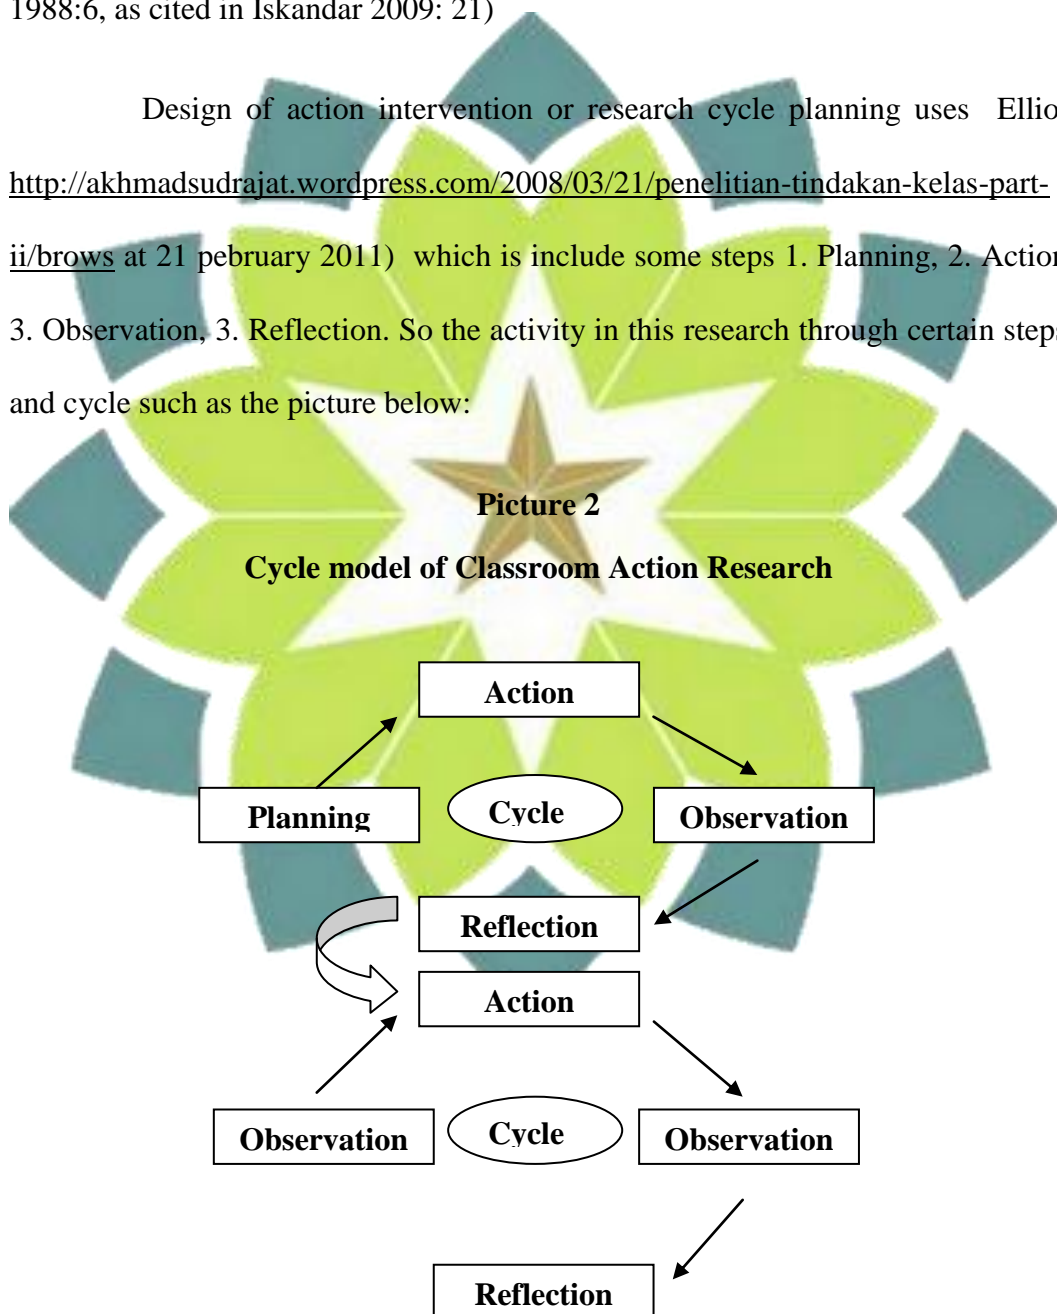 1988:6, as cited in Iskandar 2009: 21)
Design of action intervention or research cycle planning uses Ellio
http://akhmadsudrajat.wordpress.com/2008/03/21/penelitian-tindakan-kelas-part-
ii/brows at 21 pebruary 2011) which is include some steps 1. Planning, 2. Action
3. Observation, 3. Reflection. So the activity in this research through certain steps
and cycle such as the picture below:
Picture 2
Cycle model of Classroom Action Research
Action
Planning
Cycle
Observation
Reflection
Action
Observation
Cycle
Observation
Reflection